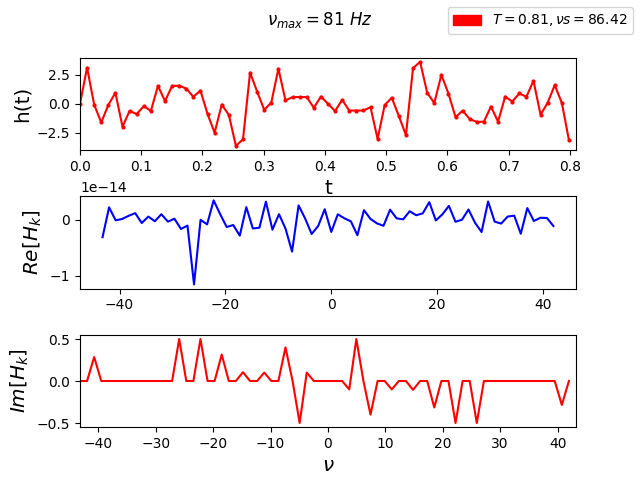 ν_max = 81 Hz
T = 0.81, νs = 86.42
h(t)
2.5
0.0
−2.5
0.0 0.1 0.2 0.3 0.4 0.5 0.6 0.7 0.8
t
1e−14
Re[H_k]
0
−1
−40 −20 0 20 40
Im[H_k]
0.5
0.0
−0.5
−40 −30 −20 −10 0 10 20 30 40
ν